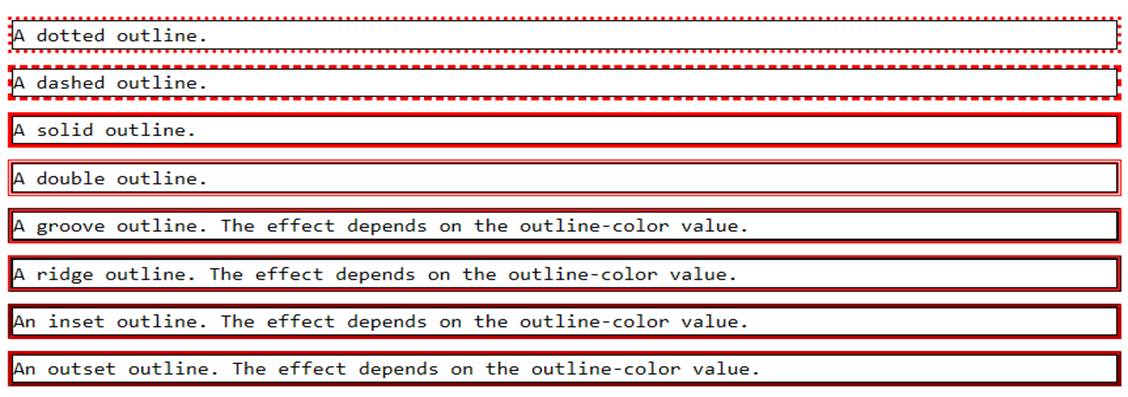 A dotted outline.
A dashed outline.
A solid outline.
A double outline.
A groove outline. The effect depends on the outline-color value.
A ridge outline. The effect depends on the outline-color value.
An inset outline. The effect depends on the outline-color value.
An outset outline. The effect depends on the outline-color value.